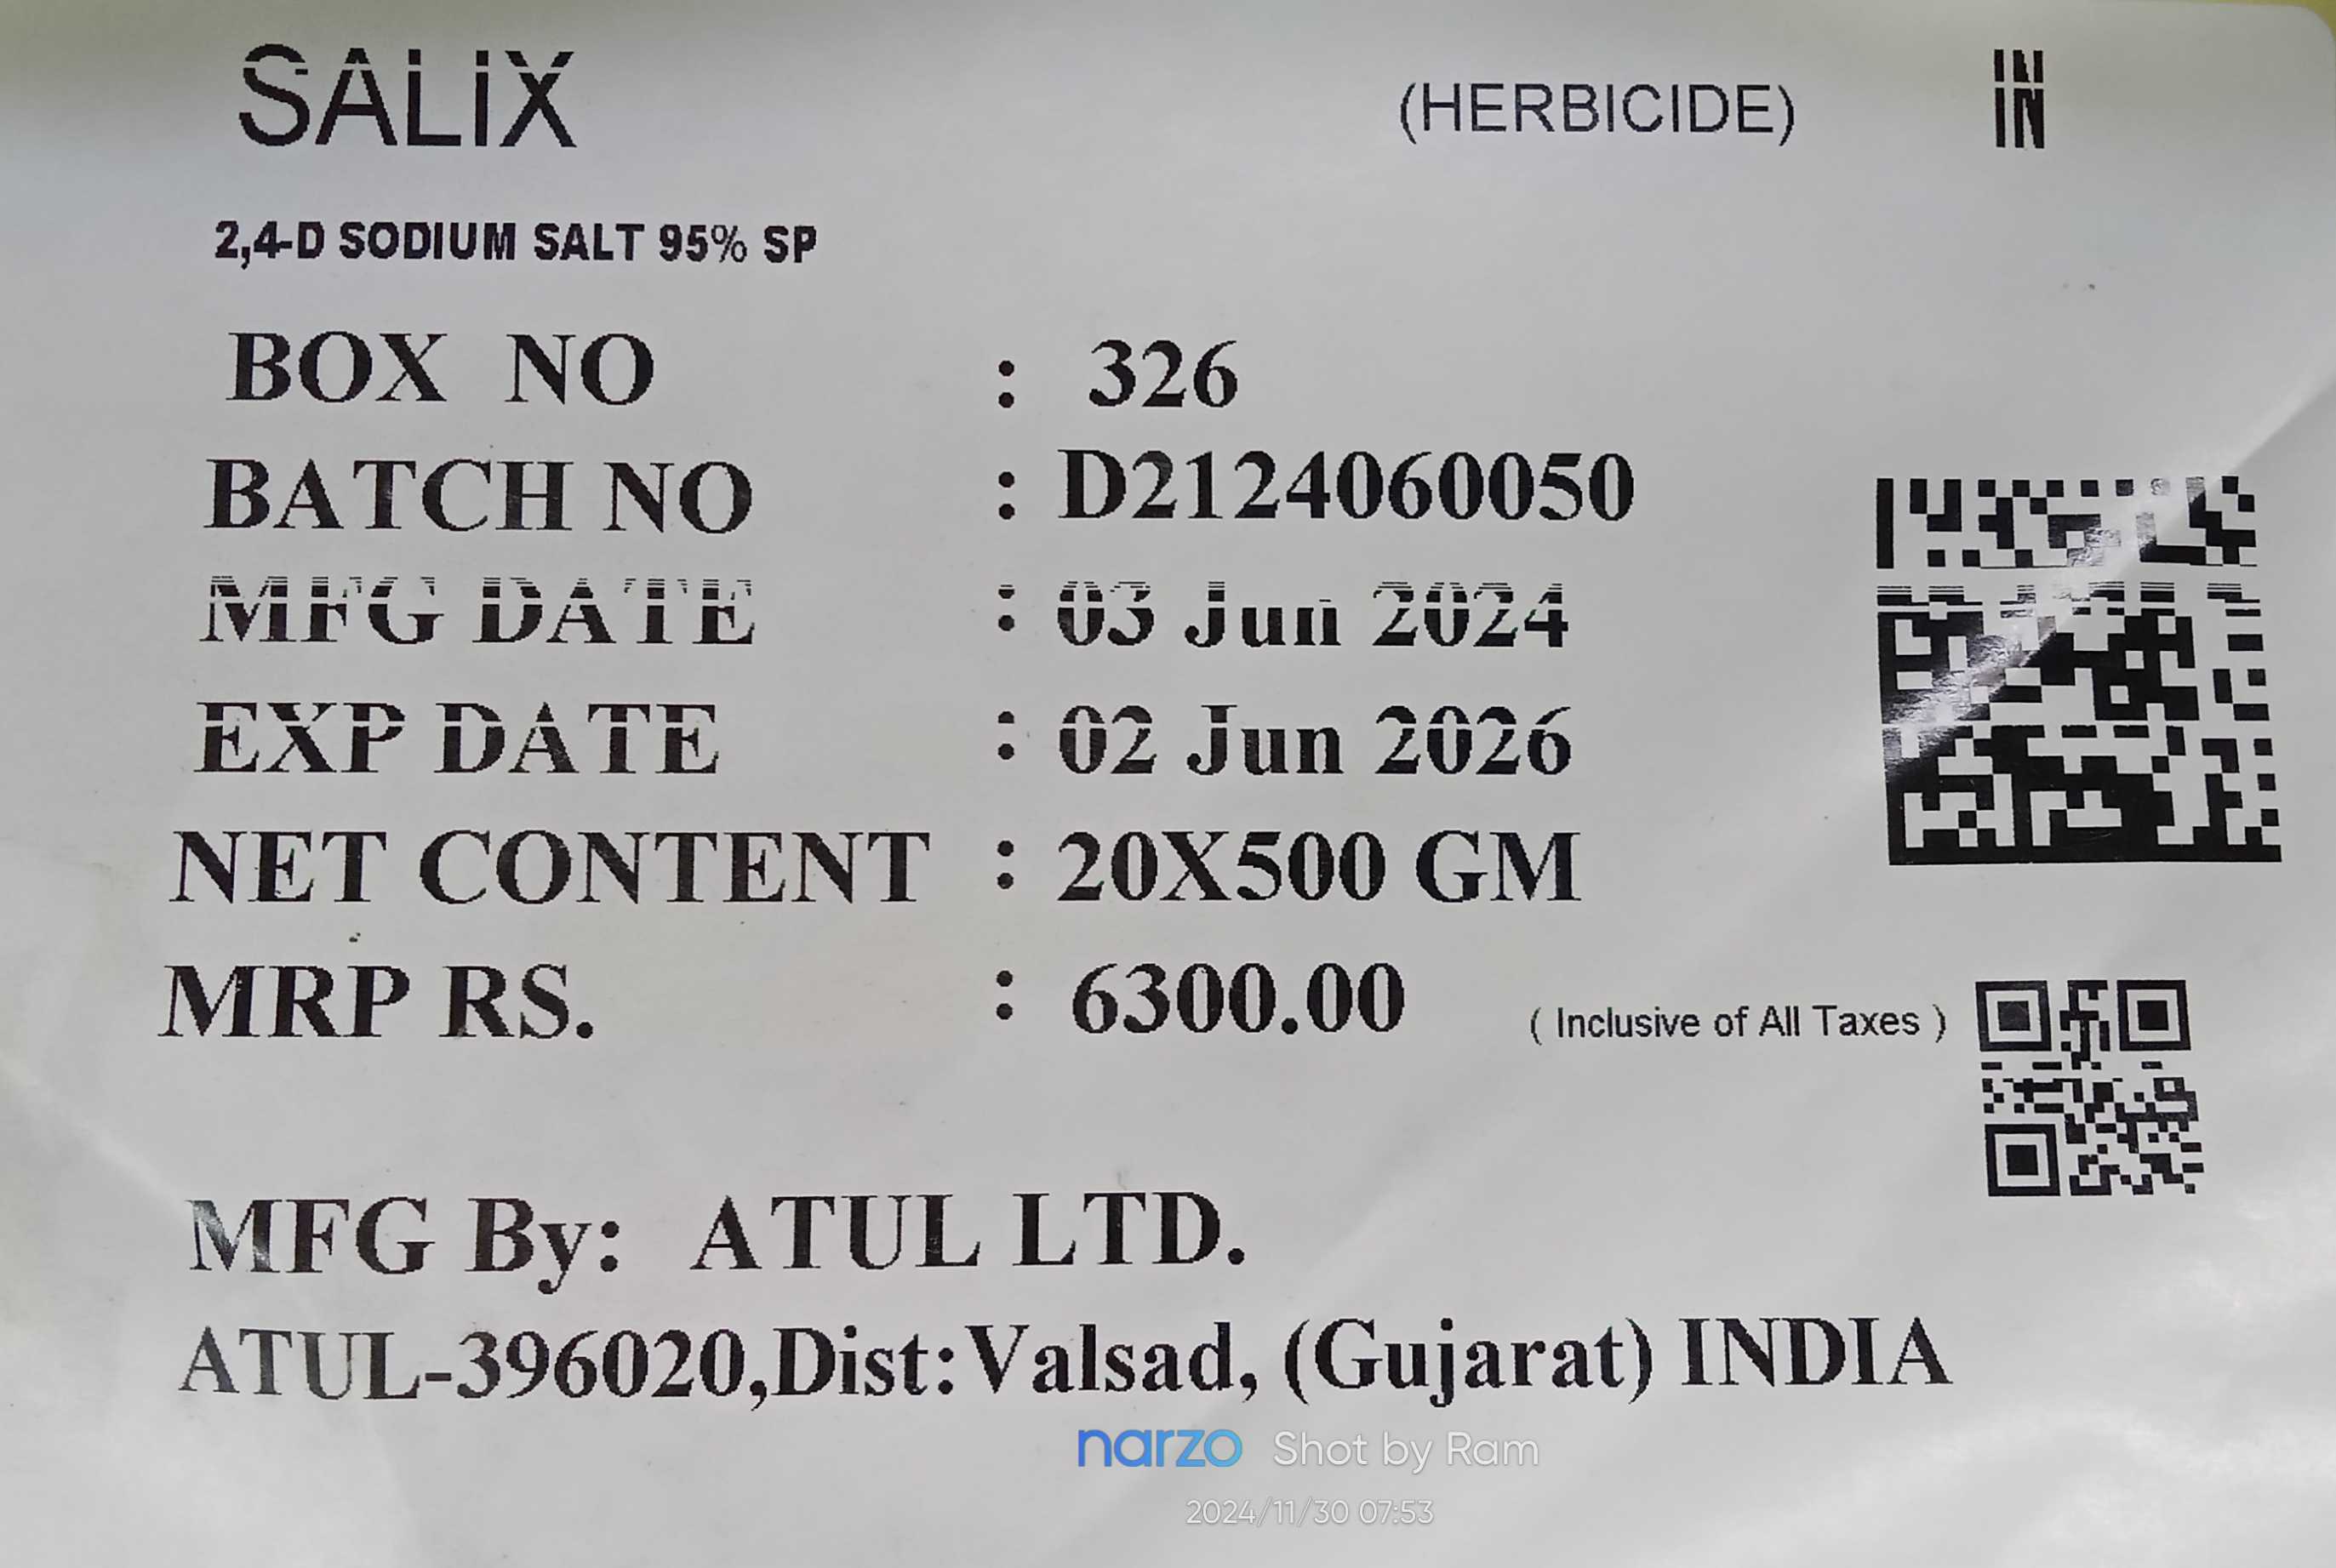 SALiX (HERBICIDE) IN
2,4-D SODIUM SALT 95% SP
BOX NO : 326
BATCH NO : D2124060050
MFG DATE : 03 Jun 2024
EXP DATE : 02 Jun 2026
NET CONTENT : 20X500 GM
MRP RS. : 6300.00 ( Inclusive of All Taxes )
MFG By: ATUL LTD.
ATUL-396020,Dist:Valsad, (Gujarat) INDIA
narzo Shot by Ram
2024/11/30 07:53